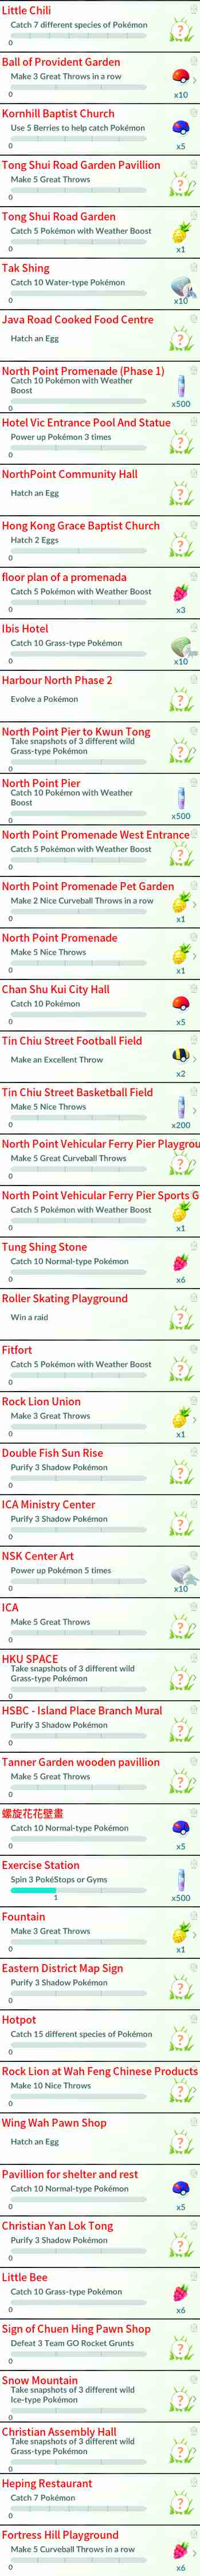 Little Chili
Catch 7 different species of Pokémon
0
Ball of Provident Garden
Make 3 Great Throws in a row
0
x10
Kornhill Baptist Church
Use 5 Berries to help catch Pokémon
0
x5
Tong Shui Road Garden Pavillion
Make 5 Great Throws
0
Tong Shui Road Garden
Catch 5 Pokémon with Weather Boost
0
x1
Tak Shing
Catch 10 Water-type Pokémon
0
x10
Java Road Cooked Food Centre
Hatch an Egg
North Point Promenade (Phase 1)
Catch 10 Pokémon with Weather
Boost
0
x500
Hotel Vic Entrance Pool And Statue
Power up Pokémon 3 times
0
NorthPoint Community Hall
Hatch an Egg
Hong Kong Grace Baptist Church
Hatch 2 Eggs
0
floor plan of a promenada
Catch 5 Pokémon with Weather Boost
0
x3
Ibis Hotel
Catch 10 Grass-type Pokémon
0
x10
Harbour North Phase 2
Evolve a Pokémon
North Point Pier to Kwun Tong
Take snapshots of 3 different wild
Grass-type Pokémon
0
North Point Pier
Catch 10 Pokémon with Weather
Boost
0
x500
North Point Promenade West Entrance
Catch 5 Pokémon with Weather Boost
0
North Point Promenade Pet Garden
Make 2 Nice Curveball Throws in a row
0
x1
North Point Promenade
Make 5 Nice Throws
0
x1
Chan Shu Kui City Hall
Catch 10 Pokémon
0
x5
Tin Chiu Street Football Field
Make an Excellent Throw
x2
Tin Chiu Street Basketball Field
Make 5 Nice Throws
0
x200
North Point Vehicular Ferry Pier Playgrou
Make 5 Great Curveball Throws
0
North Point Vehicular Ferry Pier Sports G
Catch 5 Pokémon with Weather Boost
0
x1
Tung Shing Stone
Catch 10 Normal-type Pokémon
0
x6
Roller Skating Playground
Win a raid
Fitfort
Catch 5 Pokémon with Weather Boost
0
Rock Lion Union
Make 3 Great Throws
0
x1
Double Fish Sun Rise
Purify 3 Shadow Pokémon
0
ICA Ministry Center
Purify 3 Shadow Pokémon
0
NSK Center Art
Power up Pokémon 5 times
0
x10
ICA
Make 5 Great Throws
0
HKU SPACE
Take snapshots of 3 different wild
Grass-type Pokémon
0
HSBC - Island Place Branch Mural
Purify 3 Shadow Pokémon
0
Tanner Garden wooden pavillion
Make 5 Great Throws
0
螺旋花花壁畫
Catch 10 Normal-type Pokémon
0
x5
Exercise Station
Spin 3 PokéStops or Gyms
1
x500
Fountain
Make 3 Great Throws
0
x1
Eastern District Map Sign
Purify 3 Shadow Pokémon
0
Hotpot
Catch 15 different species of Pokémon
0
Rock Lion at Wah Feng Chinese Products
Make 10 Nice Throws
0
Wing Wah Pawn Shop
Hatch an Egg
Pavillion for shelter and rest
Catch 10 Normal-type Pokémon
0
x5
Christian Yan Lok Tong
Purify 3 Shadow Pokémon
0
Little Bee
Catch 10 Grass-type Pokémon
0
x6
Sign of Chuen Hing Pawn Shop
Defeat 3 Team GO Rocket Grunts
0
Snow Mountain
Take snapshots of 3 different wild
Ice-type Pokémon
0
Christian Assembly Hall
Take snapshots of 3 different wild
Grass-type Pokémon
0
Heping Restaurant
Catch 7 Pokémon
0
Fortress Hill Playground
Make 5 Curveball Throws in a row
0
x6